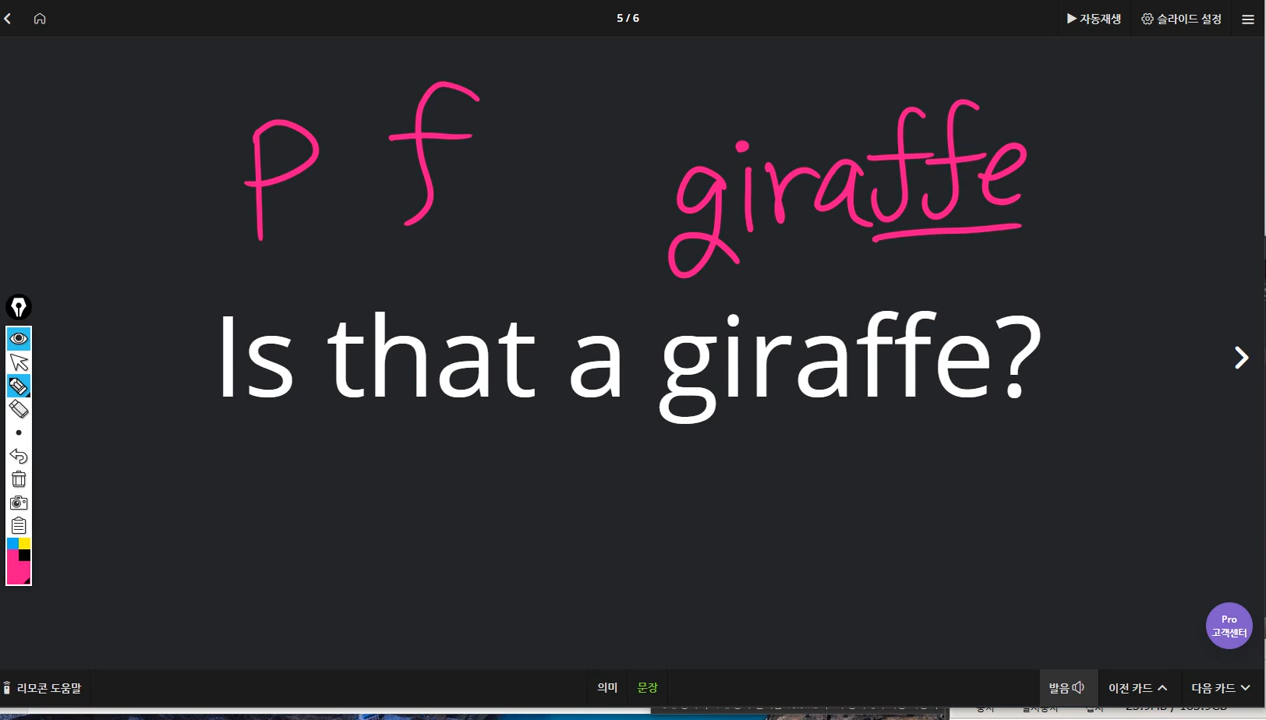 5 / 6
자동재생
슬라이드 설정
p f giraffe
Is that a giraffe?
Pro
고객센터
리모콘 도움말
의미
문장
발음
이전 카드
다음 카드